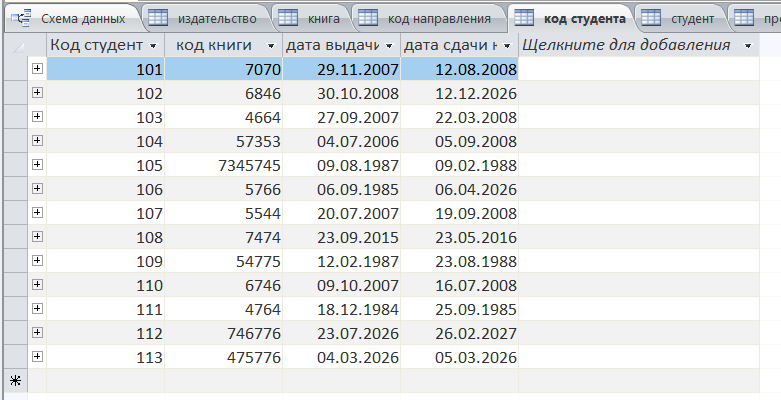 Схема данных издательство книга код направления код студента студент пре
Код студент код книги дата выдачи дата сдачи к Щелкните для добавления
101 7070 29.11.2007 12.08.2008
102 6846 30.10.2008 12.12.2026
103 4664 27.09.2007 22.03.2008
104 57353 04.07.2006 05.09.2008
105 7345745 09.08.1987 09.02.1988
106 5766 06.09.1985 06.04.2026
107 5544 20.07.2007 19.09.2008
108 7474 23.09.2015 23.05.2016
109 54775 12.02.1987 23.08.1988
110 6746 09.10.2007 16.07.2008
111 4764 18.12.1984 25.09.1985
112 746776 23.07.2026 26.02.2027
113 475776 04.03.2026 05.03.2026